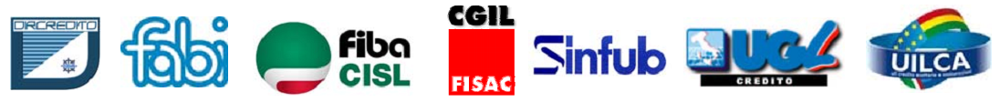 DIRCREDITO
fabi
Fiba
CISL
CGIL
FISAC
Sinfub
UGL
CREDITO
UILCA